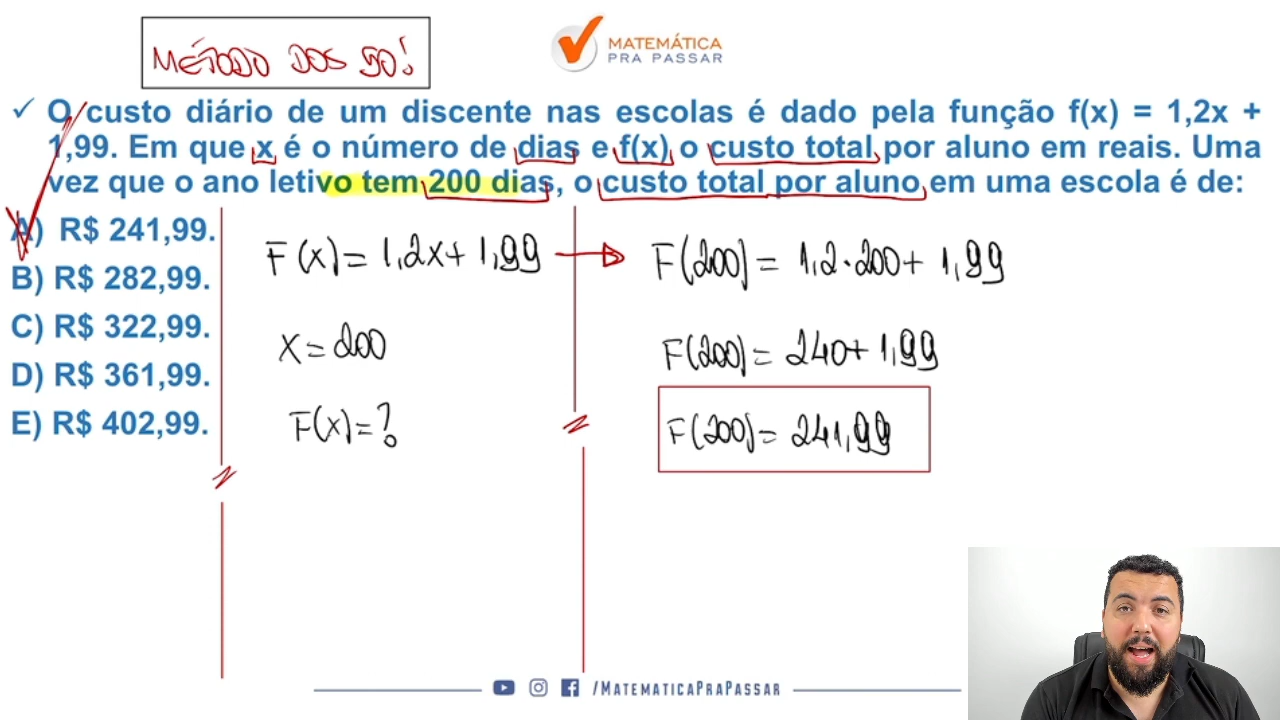 MÉTODO DOS 50!
MATEMÁTICA
PRA PASSAR
✓ O custo diário de um discente nas escolas é dado pela função f(x) = 1,2x +
1,99. Em que x é o número de dias e f(x) o custo total por aluno em reais. Uma
vez que o ano letivo tem 200 dias, o custo total por aluno em uma escola é de:
A) R$ 241,99.
B) R$ 282,99.
C) R$ 322,99.
D) R$ 361,99.
E) R$ 402,99.
F(x) = 1,2x + 1,99
x = 200
F(x) = ?
F(200) = 1,2·200 + 1,99
F(200) = 240 + 1,99
F(200) = 241,99
/MATEMATICAPRAPASSAR